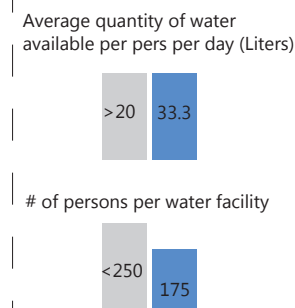 Average quantity of water
available per pers per day (Liters)
>20 33.3
# of persons per water facility
<250
175